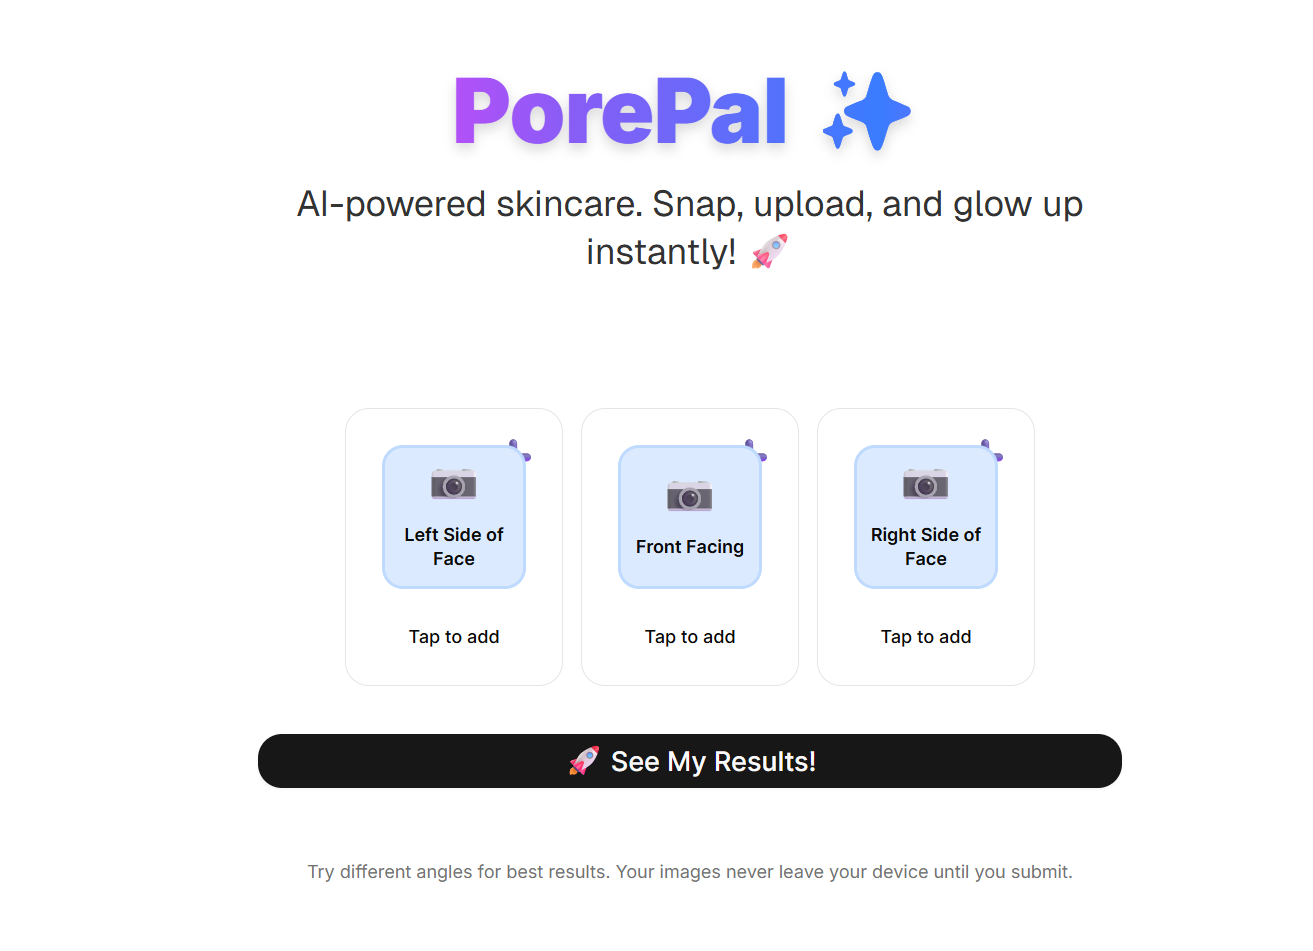 PorePal ✨
AI-powered skincare. Snap, upload, and glow up
instantly! 🚀
Left Side of
Face
Tap to add
Front Facing
Tap to add
Right Side of
Face
Tap to add
🚀 See My Results!
Try different angles for best results. Your images never leave your device until you submit.